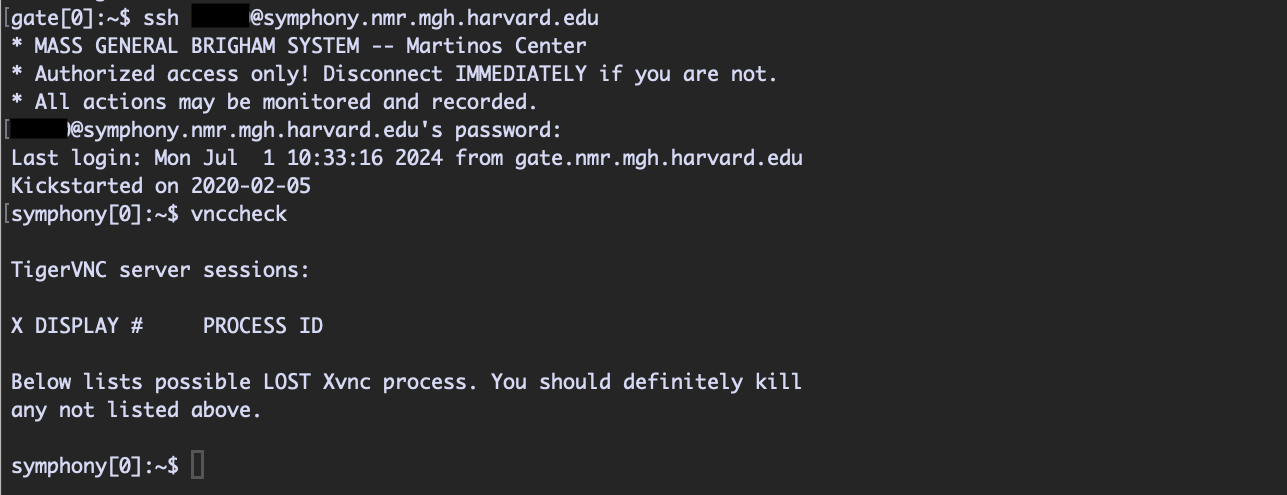 [gate[0]:~$ ssh @symphony.nmr.mgh.harvard.edu
* MASS GENERAL BRIGHAM SYSTEM -- Martinos Center
* Authorized access only! Disconnect IMMEDIATELY if you are not.
* All actions may be monitored and recorded.
[@symphony.nmr.mgh.harvard.edu's password:
Last login: Mon Jul  1 10:33:16 2024 from gate.nmr.mgh.harvard.edu
Kickstarted on 2020-02-05
[symphony[0]:~$ vnccheck
TigerVNC server sessions:
X DISPLAY #     PROCESS ID
Below lists possible LOST Xvnc process. You should definitely kill
any not listed above.
symphony[0]:~$